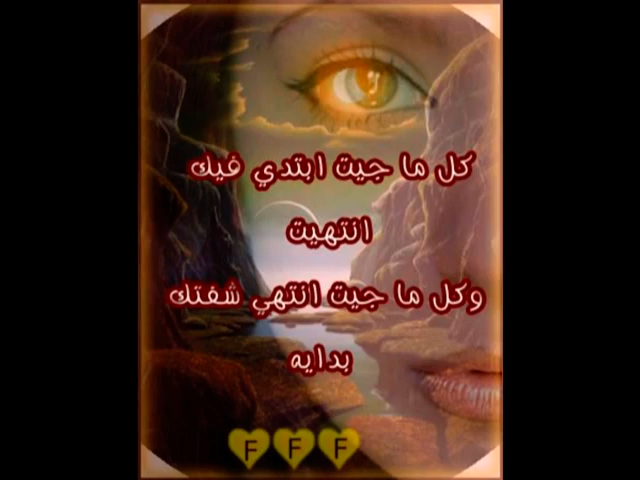 كل ما جيت ابتدي فيك
انتهيت
وكل ما جيت انتهي شفتك
بدايه
F F F